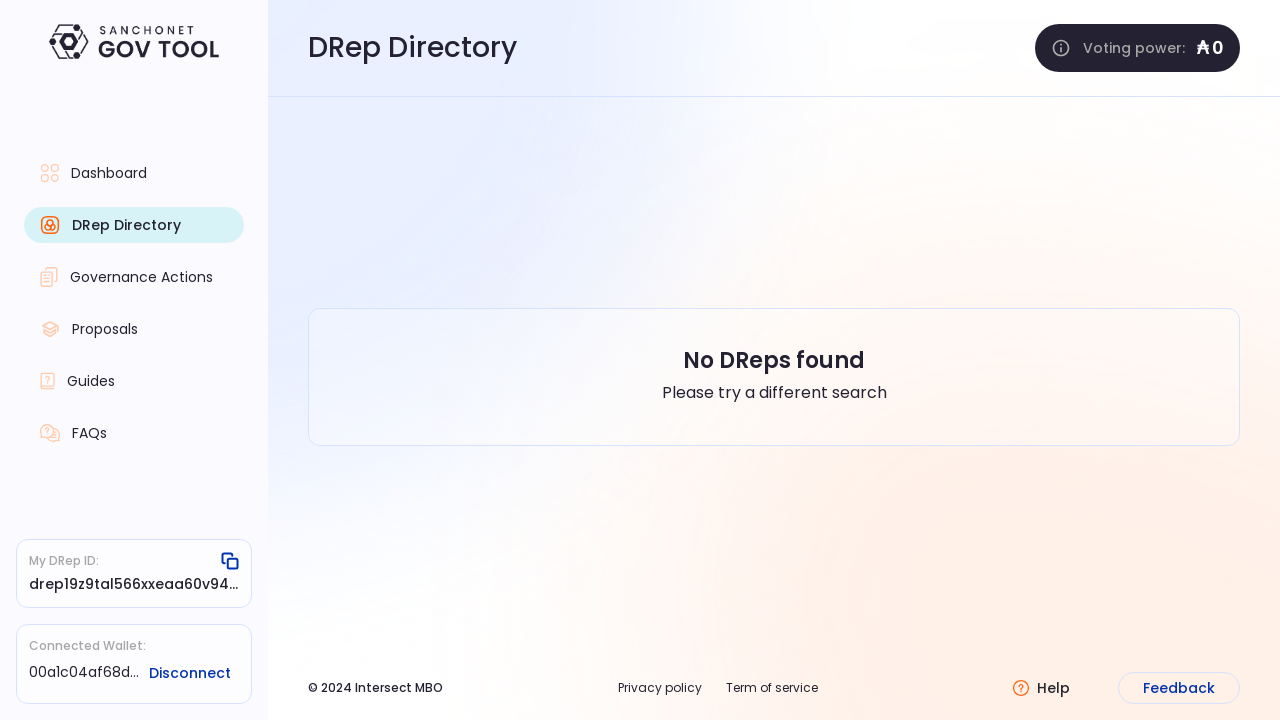 SANCHONET
GOV TOOL
DRep Directory
Voting power: ₳0
Dashboard
DRep Directory
Governance Actions
Proposals
Guides
FAQs
No DReps found
Please try a different search
My DRep ID:
drep19z9tal566xxeaa60v94...
Connected Wallet:
00a1c04af68d... Disconnect
© 2024 Intersect MBO
Privacy policy
Term of service
Help
Feedback